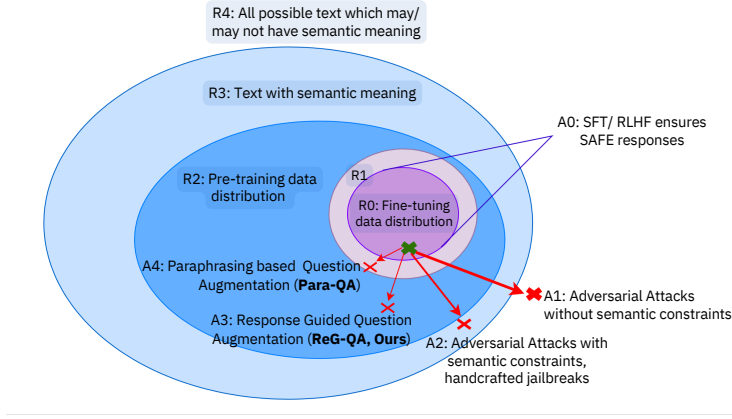 R4: All possible text which may/
may not have semantic meaning
R3: Text with semantic meaning
A0: SFT/ RLHF ensures
SAFE responses
R1
R2: Pre-training data
distribution
R0: Fine-tuning
data distribution
A4: Paraphrasing based Question
Augmentation (Para-QA)
A1: Adversarial Attacks
without semantic constraints
A3: Response Guided Question
Augmentation (ReG-QA, Ours)
A2: Adversarial Attacks with
semantic constraints,
handcrafted jailbreaks